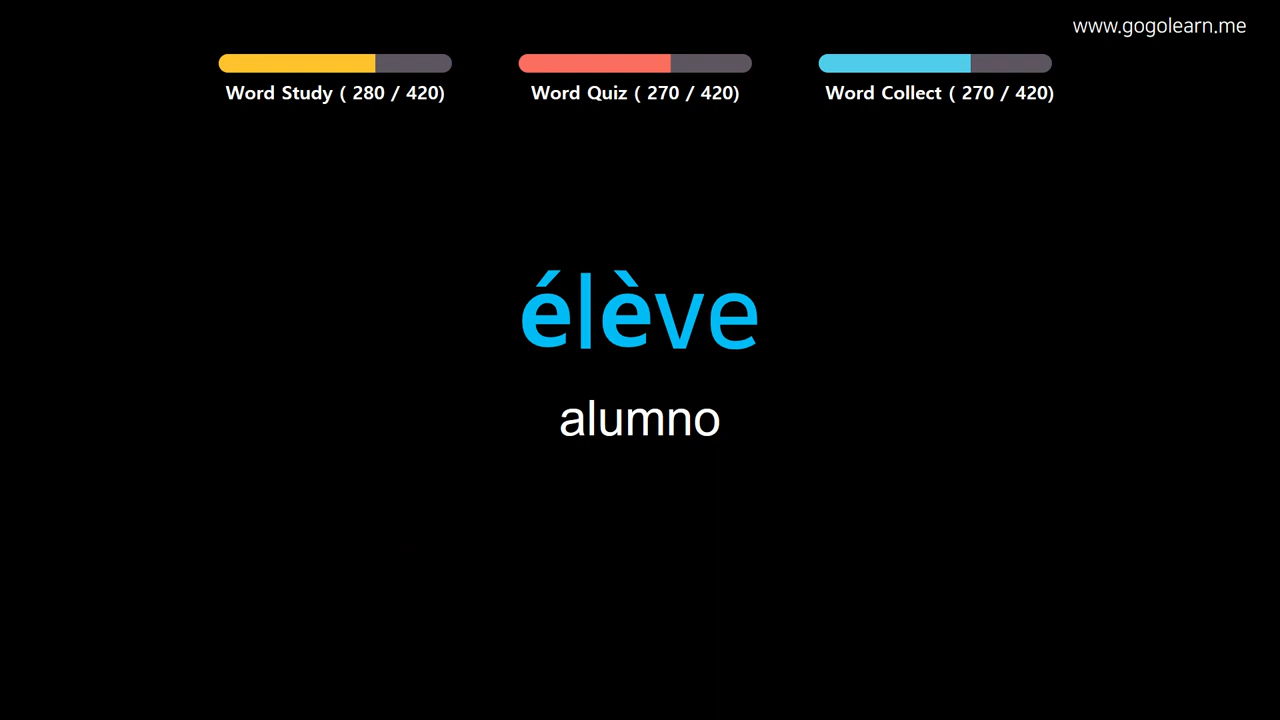 www.gogolearn.me
Word Study ( 280 / 420)
Word Quiz ( 270 / 420)
Word Collect ( 270 / 420)
élève
alumno